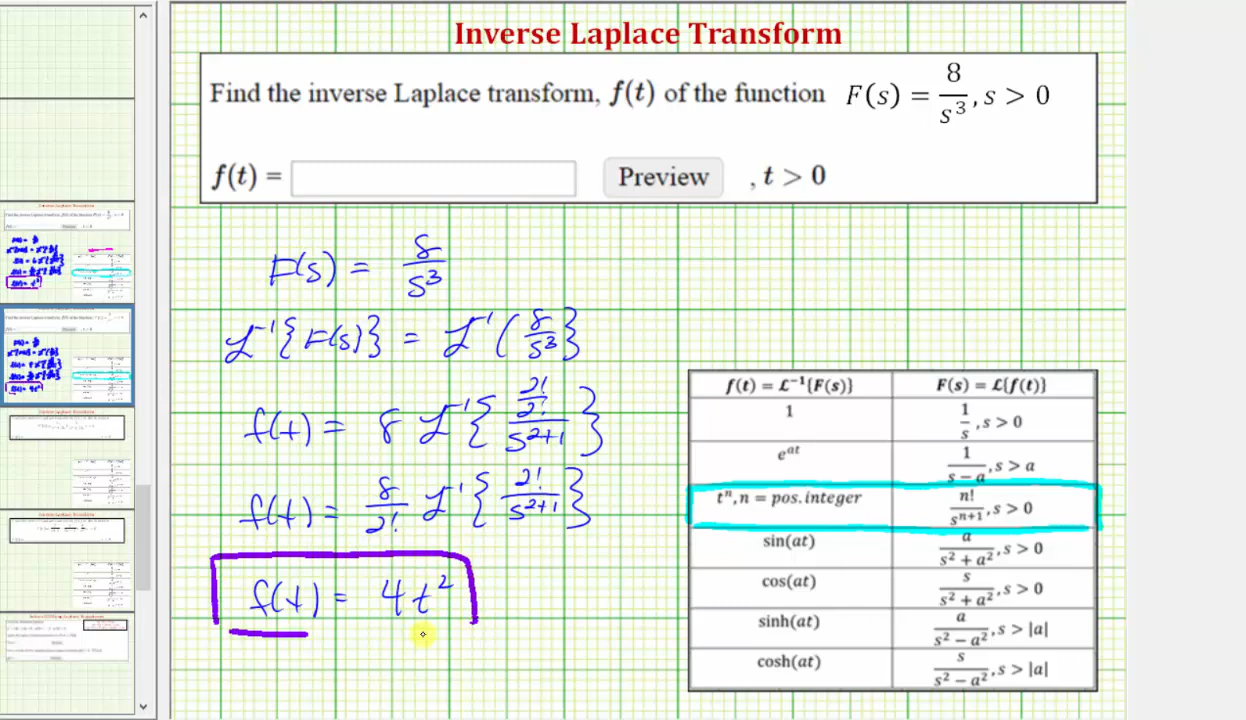 Inverse Laplace Transform
Find the inverse Laplace transform, f(t) of the function F(s) = 8/s³, s > 0
f(t) = Preview , t > 0
F(s) = 8/s³
ℒ⁻¹{F(s)} = ℒ⁻¹(8/s³}
f(t) = 8 ℒ⁻¹{(2!/2!)/s²⁺¹}
f(t) = 8/2! ℒ⁻¹{2!/s²⁺¹}
f(t) = 4t²
f(t) = ℒ⁻¹{F(s)} F(s) = ℒ{f(t)}
1 1/s, s > 0
eᵃᵗ 1/(s − a), s > a
tⁿ, n = pos. integer n!/sⁿ⁺¹, s > 0
sin(at) a/(s² + a²), s > 0
cos(at) s/(s² + a²), s > 0
sinh(at) a/(s² − a²), s > |a|
cosh(at) s/(s² − a²), s > |a|